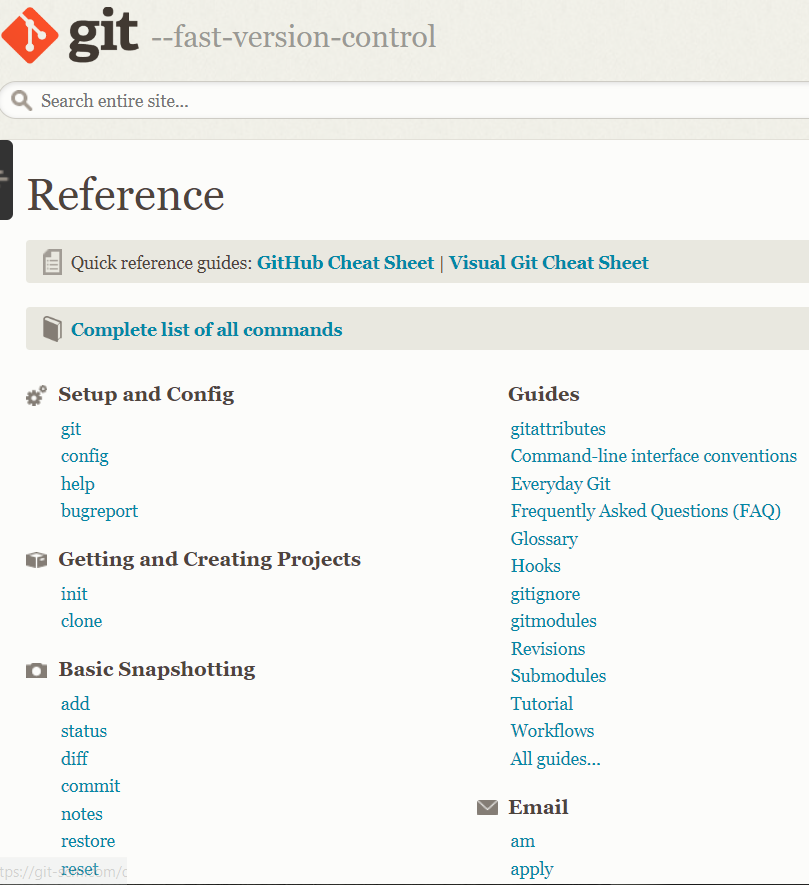 git --fast-version-control
Search entire site...
Reference
Quick reference guides: GitHub Cheat Sheet | Visual Git Cheat Sheet
Complete list of all commands
Setup and Config
git
config
help
bugreport
Getting and Creating Projects
init
clone
Basic Snapshotting
add
status
diff
commit
notes
restore
reset
Guides
gitattributes
Command-line interface conventions
Everyday Git
Frequently Asked Questions (FAQ)
Glossary
Hooks
gitignore
gitmodules
Revisions
Submodules
Tutorial
Workflows
All guides...
Email
am
apply